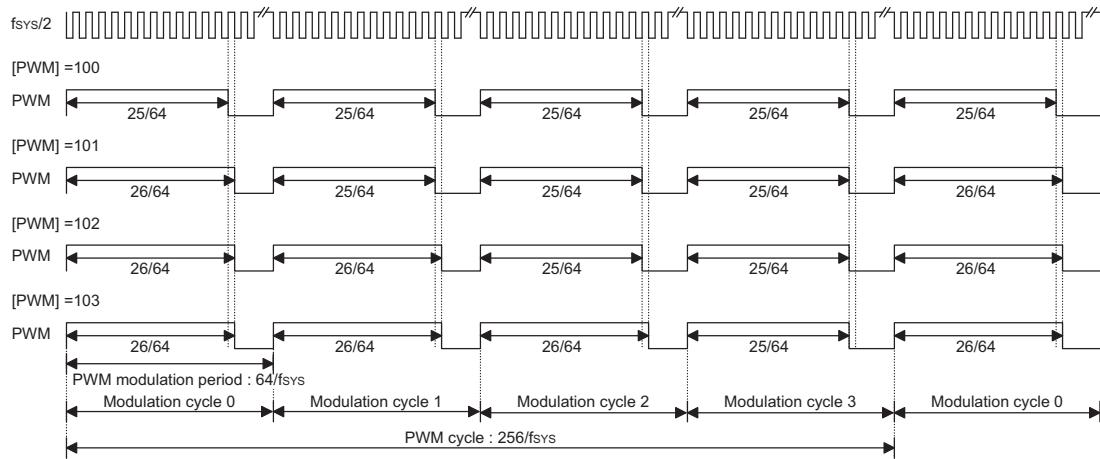 fSYS/2
[PWM] =100
PWM
25/64 25/64 25/64 25/64 25/64
[PWM] =101
PWM
26/64 25/64 25/64 25/64 26/64
[PWM] =102
PWM
26/64 26/64 25/64 25/64 26/64
[PWM] =103
PWM
26/64 26/64 26/64 25/64 26/64
PWM modulation period : 64/fSYS
Modulation cycle 0 Modulation cycle 1 Modulation cycle 2 Modulation cycle 3 Modulation cycle 0
PWM cycle : 256/fSYS